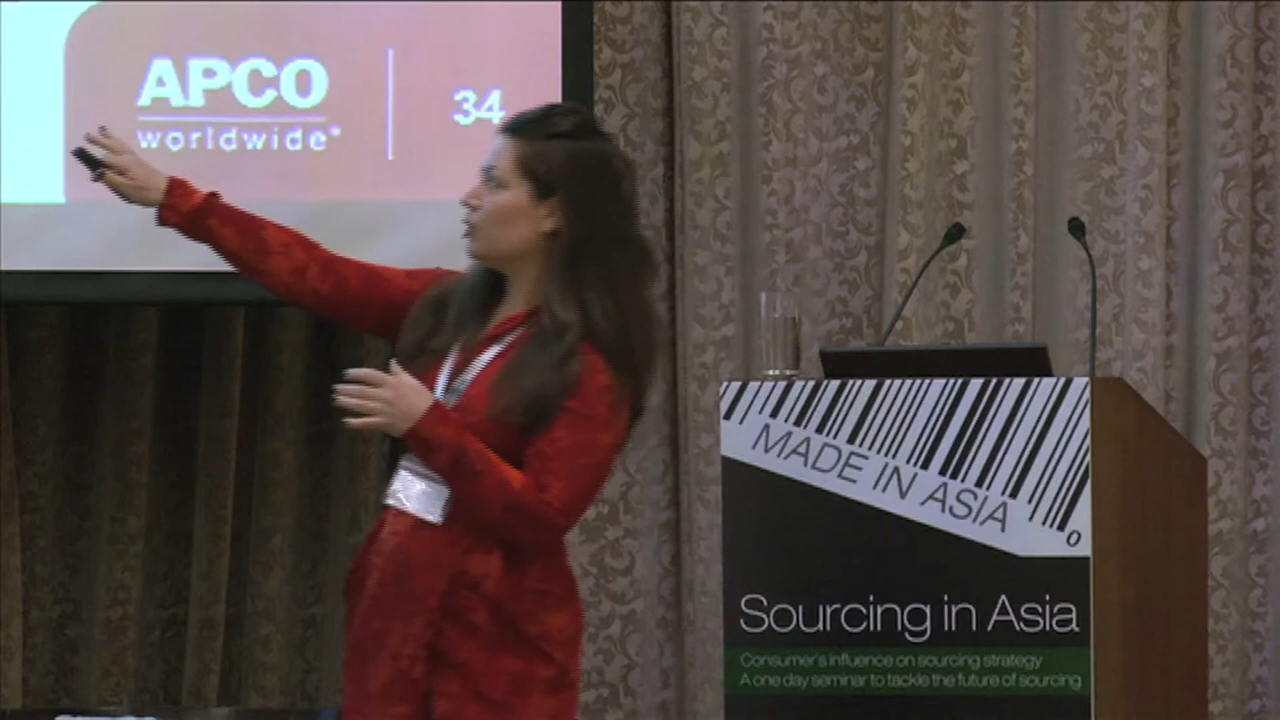 APCO
worldwide
34
MADE IN ASIA
0
Sourcing in Asia
Consumer's influence on sourcing strategy
A one day seminar to tackle the future of sourcing